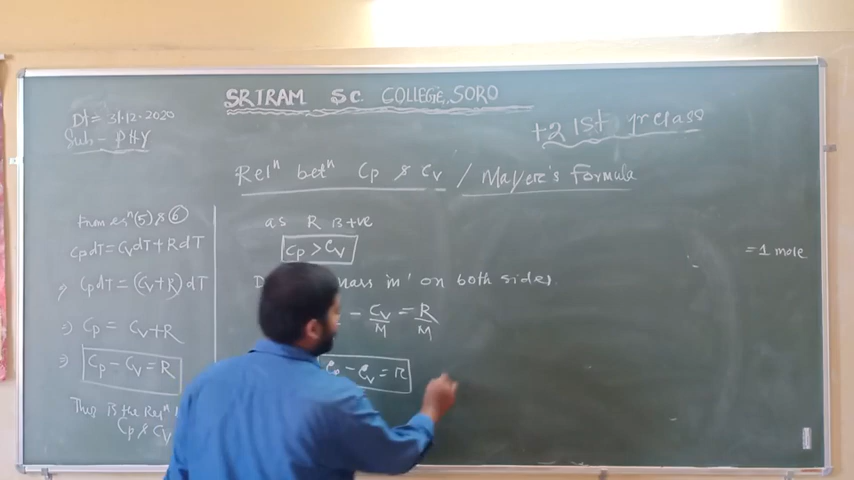 SRIRAM SC. COLLEGE, SORO
Dt= 31.12.2020
Sub:- PHY
+2 1st yr class
Relⁿ betⁿ Cp & Cv / Mayere's Formula
from eqⁿ (5) & (6)
CpdT = CvdT + RdT
⇒ CpdT = (Cv+R) dT
⇒ Cp = Cv+R
⇒ Cp - Cv = R
This is the Relⁿ
Cp & Cv
as R is +ve
Cp > Cv
mass 'm' on both sides.
- Cv/M = R/M
Cp - Cv = R
= 1 mole